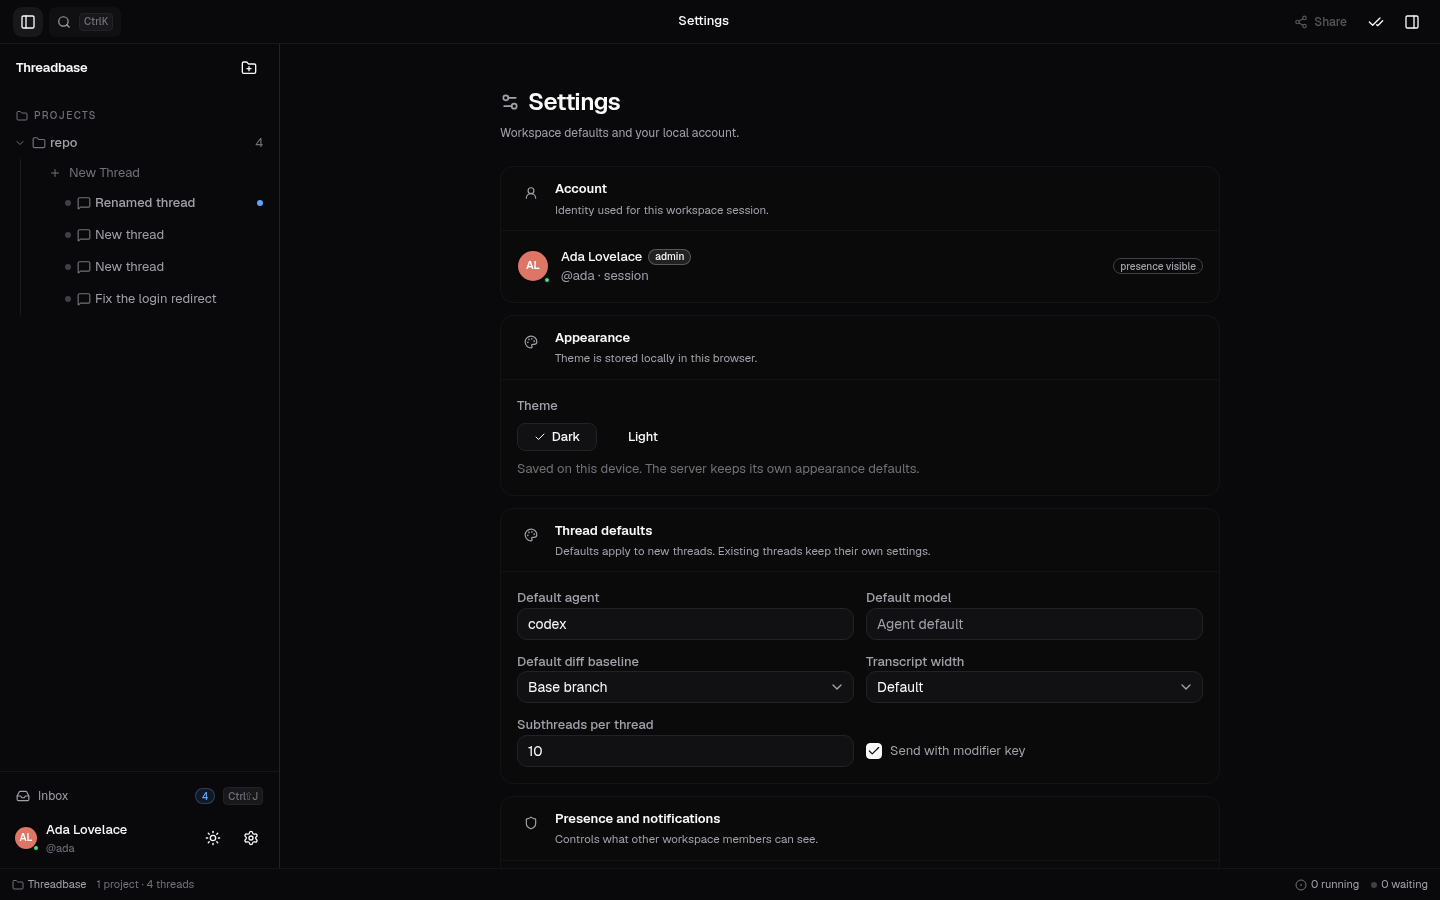 CtrlK
Settings
Share
Threadbase
PROJECTS
repo 4
New Thread
Renamed thread
New thread
New thread
Fix the login redirect
Inbox 4 Ctrl⇧J
AL Ada Lovelace
@ada
Settings
Workspace defaults and your local account.
Account
Identity used for this workspace session.
AL Ada Lovelace admin
@ada · session
presence visible
Appearance
Theme is stored locally in this browser.
Theme
Dark Light
Saved on this device. The server keeps its own appearance defaults.
Thread defaults
Defaults apply to new threads. Existing threads keep their own settings.
Default agent Default model
codex Agent default
Default diff baseline Transcript width
Base branch Default
Subthreads per thread
10 Send with modifier key
Presence and notifications
Controls what other workspace members can see.
Threadbase 1 project · 4 threads
0 running 0 waiting